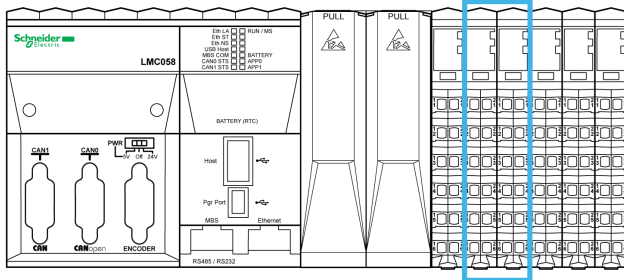 Schneider
Electric
LMC058
Eth LA RUN / MS
Eth ST
Eth NS
USB Host
MBS COM BATTERY
CAN0 STS APP0
CAN1 STS APP1
PULL
PULL
BATTERY (RTC)
CAN1
CAN0
PWR
5V Off 24V
Host
Pgr Port
MBS Ethernet
CAN
CANopen
ENCODER
RS485 / RS232